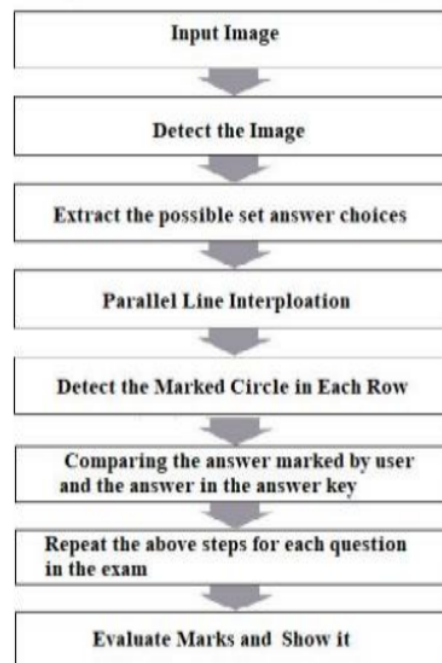 Input Image
Detect the Image
Extract the possible set answer choices
Parallel Line Interploation
Detect the Marked Circle in Each Row
Comparing the answer marked by user
and the answer in the answer key
Repeat the above steps for each question
in the exam
Evaluate Marks and Show it